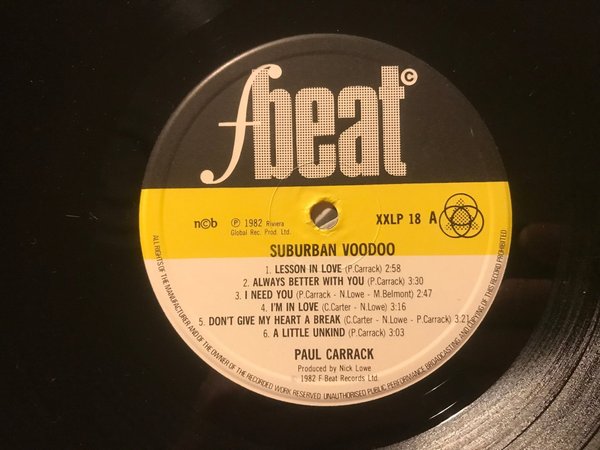 fbeat ©
n©b ℗ 1982 Riviera XXLP 18 A
Global Rec. Prod. Ltd.
SUBURBAN VOODOO
1. LESSON IN LOVE (P.Carrack) 2:58
2. ALWAYS BETTER WITH YOU (P.Carrack) 3:30
3. I NEED YOU (P.Carrack - N.Lowe - M.Belmont) 2:47
4. I'M IN LOVE (C.Carter - N.Lowe) 3:16
5. DON'T GIVE MY HEART A BREAK (C.Carter - N.Lowe - P.Carrack) 3:21
6. A LITTLE UNKIND (P.Carrack) 3:03
PAUL CARRACK
Produced by Nick Lowe
© 1982 F Beat Records Ltd.
ALL RIGHTS OF THE MANUFACTURER AND OF THE OWNER OF THE RECORDED WORK RESERVED. UNAUTHORISED PUBLIC PERFORMANCE BROADCASTING AND COPYING OF THIS RECORD PROHIBITED